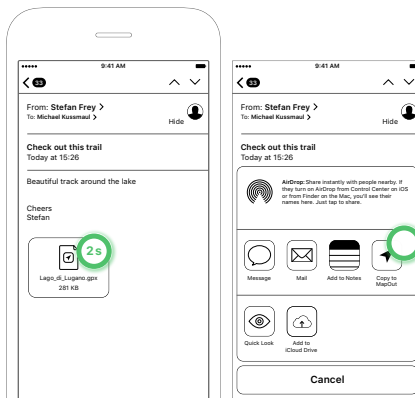 9:41 AM
33
From: Stefan Frey
To: Michael Kussmaul
Hide
Check out this trail
Today at 15:26
Beautiful track around the lake
Cheers
Stefan
2s
Lago_di_Lugano.gpx
281 KB
9:41 AM
33
From: Stefan Frey
To: Michael Kussmaul
Hide
Check out this trail
Today at 15:26
AirDrop: Share instantly with people nearby. If
they turn on AirDrop from Control Center on iOS
or from Finder on the Mac, you'll see their
names here. Just tap to share.
Message
Mail
Add to Notes
Copy to
MapOut
Quick Look
Add to
iCloud Drive
Cancel